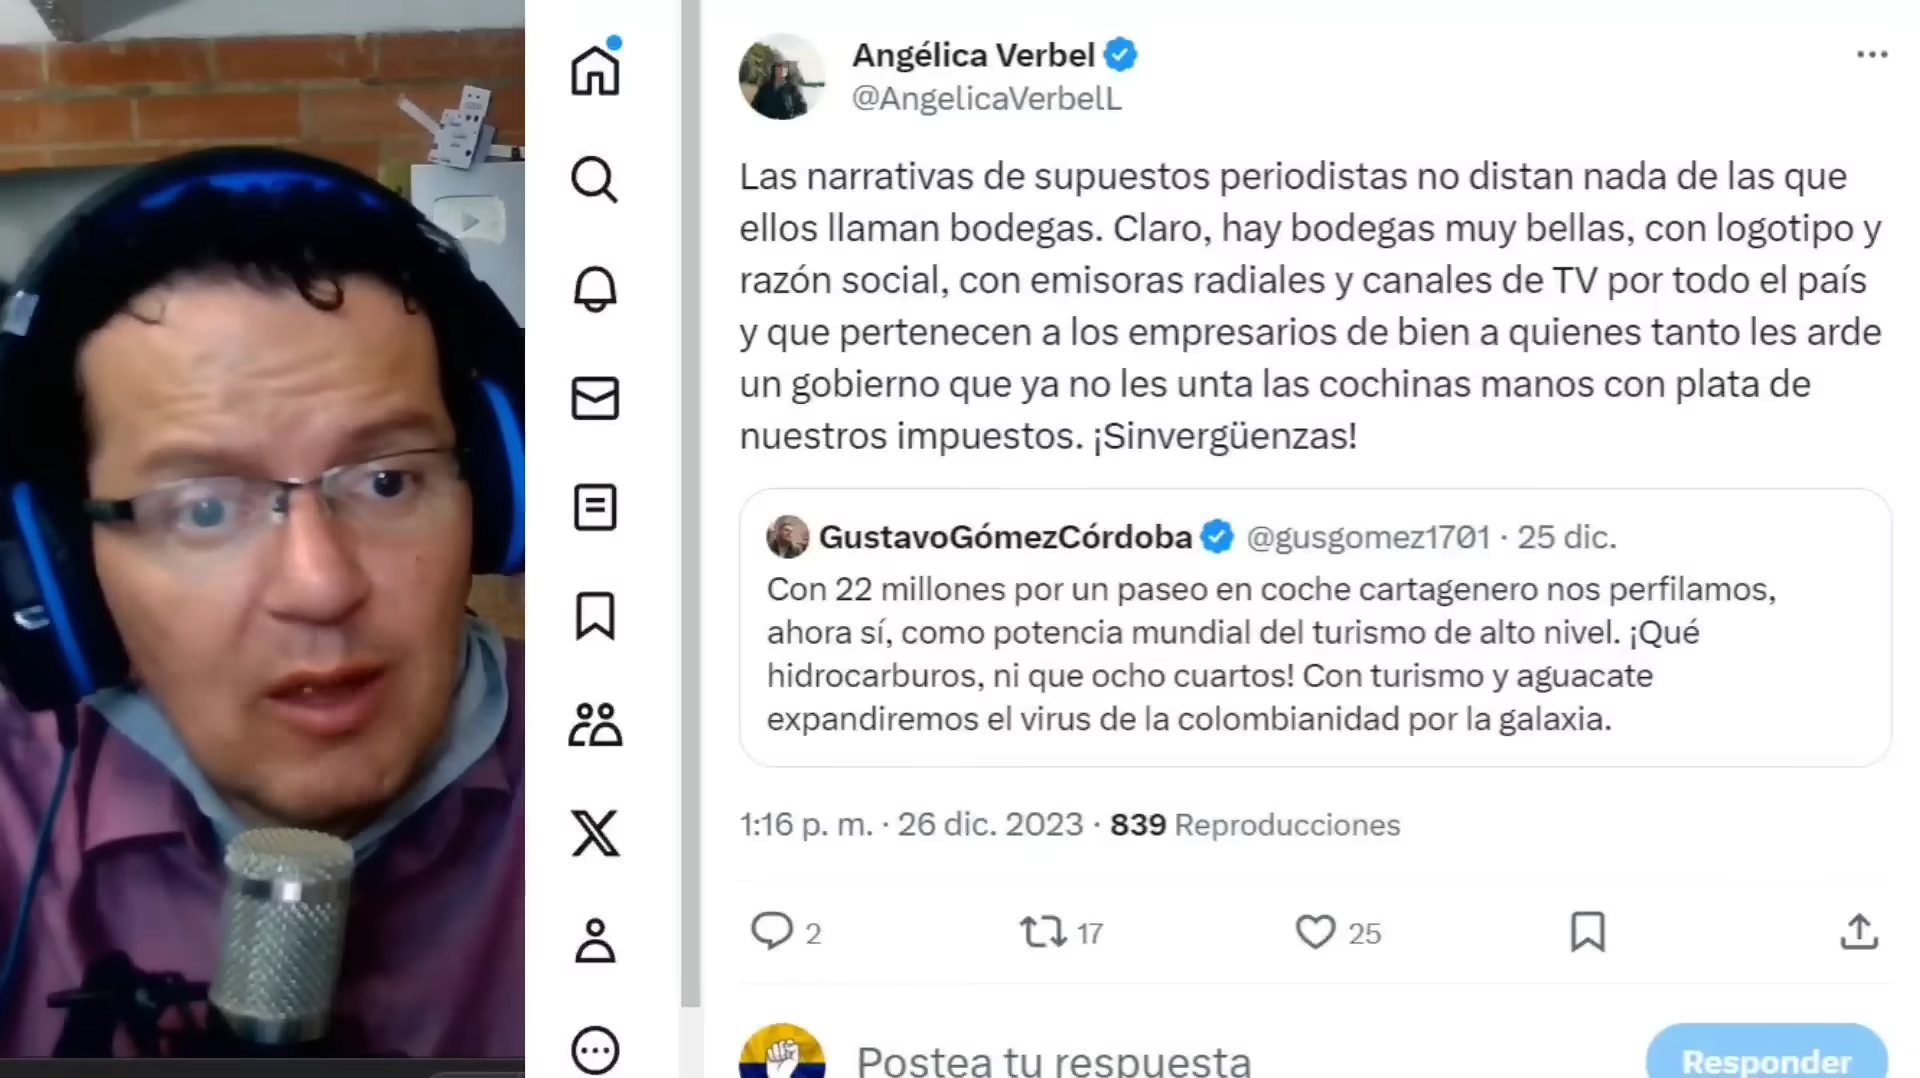 Angélica Verbel
@AngelicaVerbelL
Las narrativas de supuestos periodistas no distan nada de las que
ellos llaman bodegas. Claro, hay bodegas muy bellas, con logotipo y
razón social, con emisoras radiales y canales de TV por todo el país
y que pertenecen a los empresarios de bien a quienes tanto les arde
un gobierno que ya no les unta las cochinas manos con plata de
nuestros impuestos. ¡Sinvergüenzas!
GustavoGómezCórdoba @gusgomez1701 · 25 dic.
Con 22 millones por un paseo en coche cartagenero nos perfilamos,
ahora sí, como potencia mundial del turismo de alto nivel. ¡Qué
hidrocarburos, ni que ocho cuartos! Con turismo y aguacate
expandiremos el virus de la colombianidad por la galaxia.
1:16 p. m. · 26 dic. 2023 · 839 Reproducciones
2 17 25
Postea tu respuesta
Responder